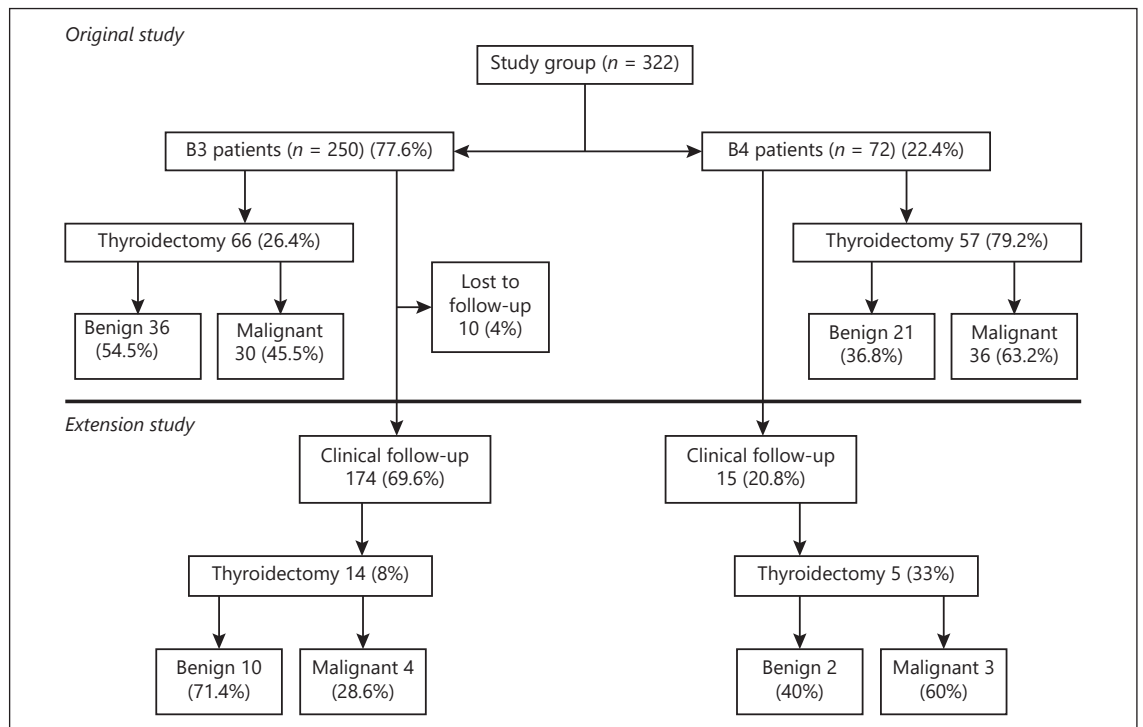 Original study
Study group (n = 322)
B3 patients (n = 250) (77.6%)
B4 patients (n = 72) (22.4%)
Thyroidectomy 66 (26.4%)
Thyroidectomy 57 (79.2%)
Lost to
follow-up
10 (4%)
Benign 36
(54.5%)
Malignant
30 (45.5%)
Benign 21
(36.8%)
Malignant
36 (63.2%)
Extension study
Clinical follow-up
174 (69.6%)
Clinical follow-up
15 (20.8%)
Thyroidectomy 14 (8%)
Thyroidectomy 5 (33%)
Benign 10
(71.4%)
Malignant 4
(28.6%)
Benign 2
(40%)
Malignant 3
(60%)